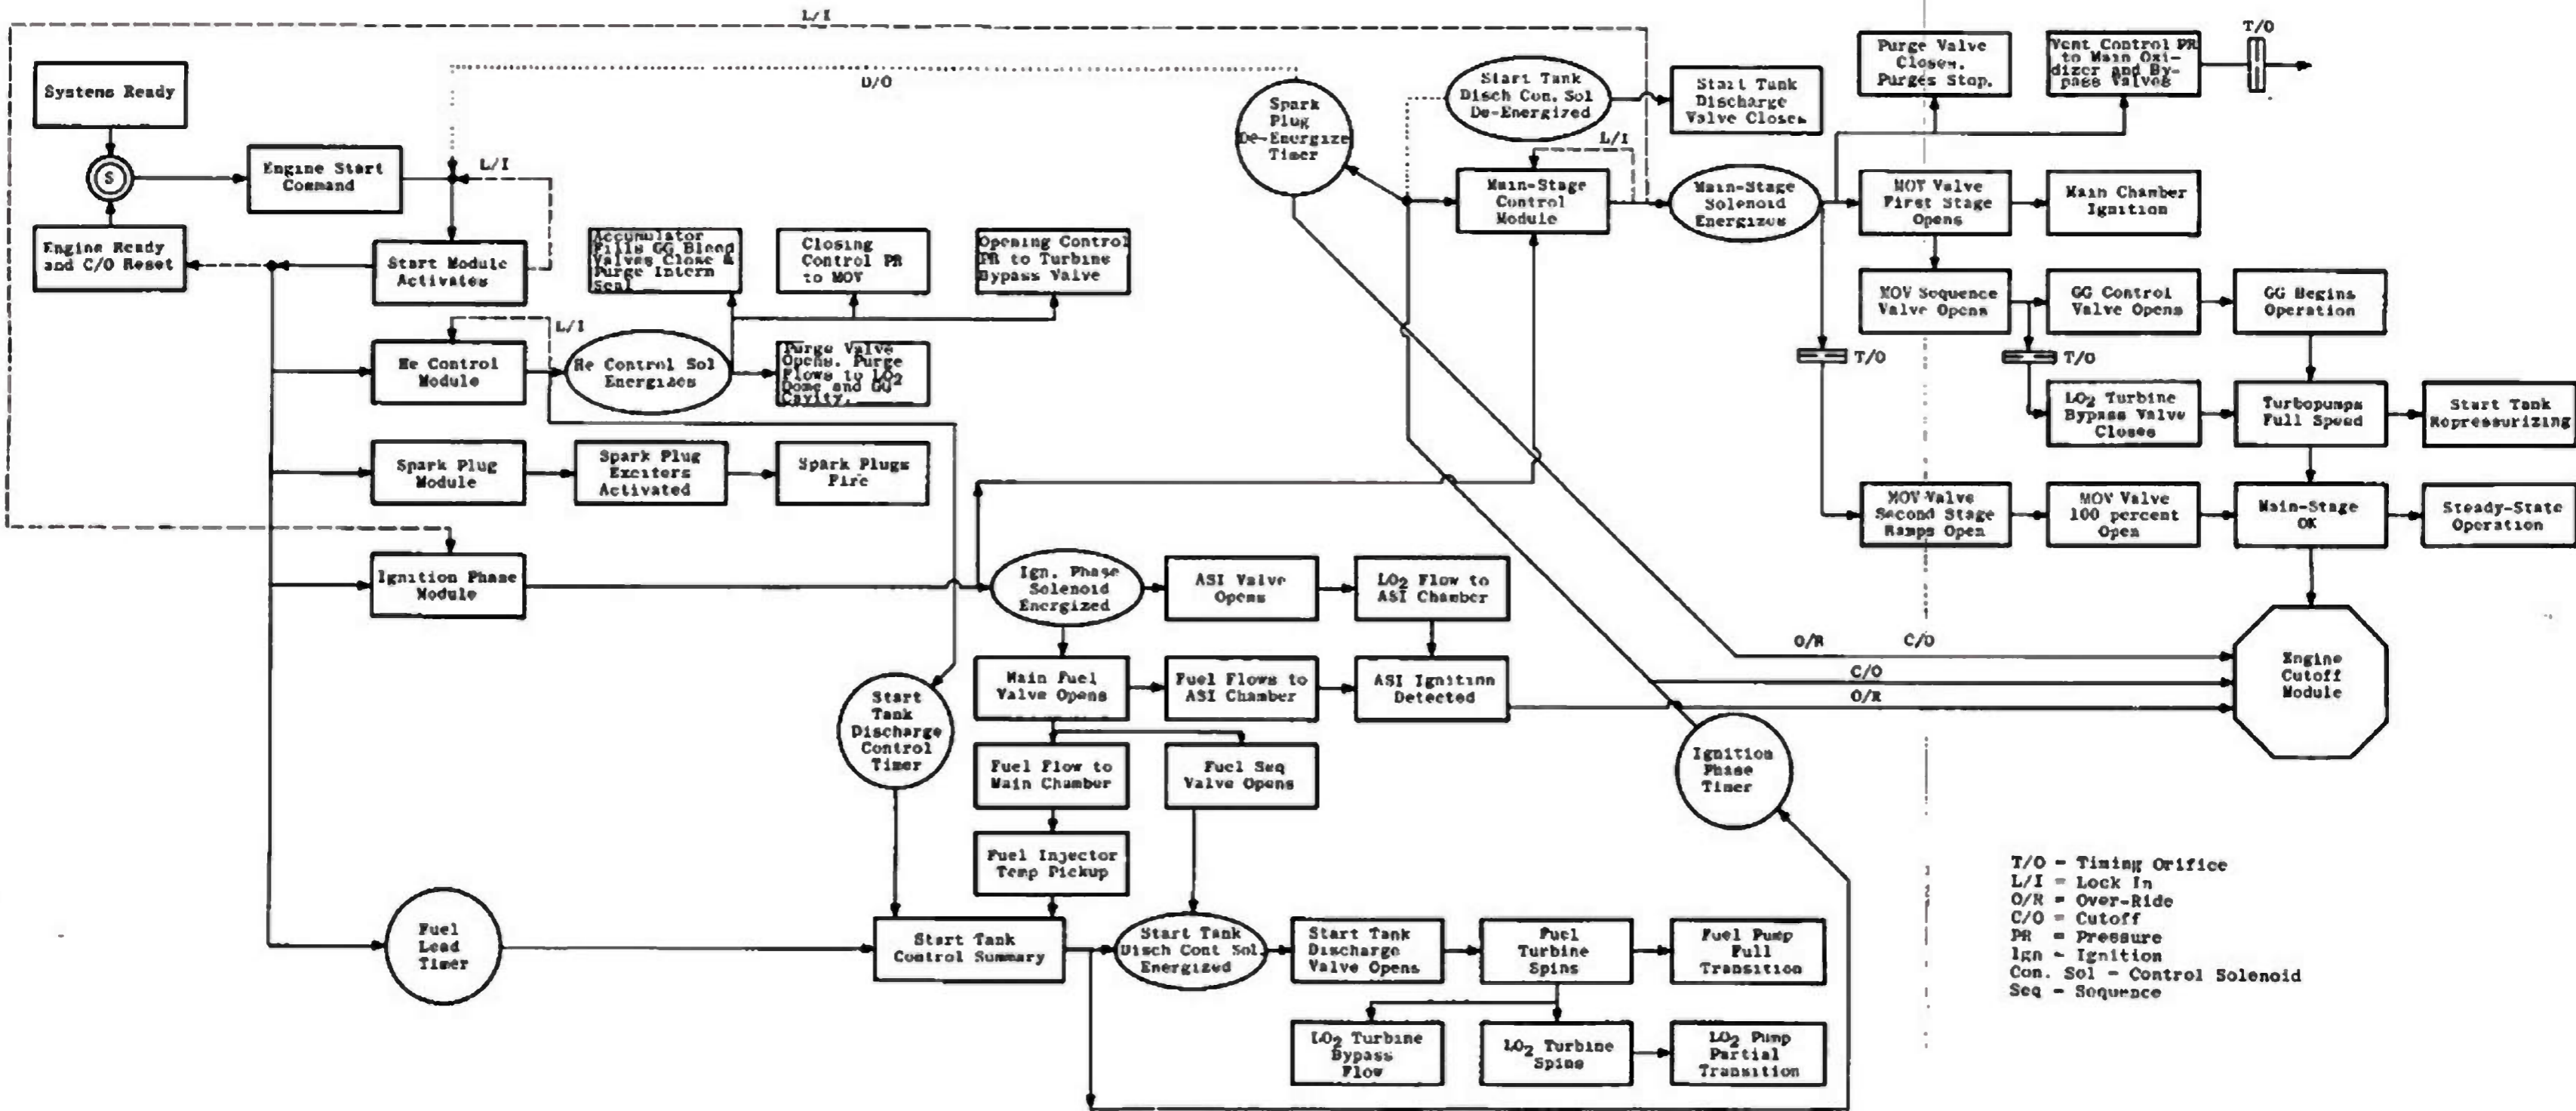 L/I
T/O
D/O
Systems Ready
S
Engine Start
Command
L/I
Engine Ready
and C/O Reset
Start Module
Activates
Accumulator
Fills GG Bleed
Valves Close &
Purge Intern
Seal
Closing
Control PR
to MOV
Opening Control
PR to Turbine
Bypass Valve
L/I
He Control
Module
He Control Sol
Energizes
Purge Valve
Opens. Purge
Flows to LO2
Dome and GG
Cavity.
Spark Plug
Module
Spark Plug
Exciters
Activated
Spark Plugs
Fire
Ignition Phase
Module
Spark
Plug
De-Energize
Timer
Start Tank
Disch Con. Sol
De-Energized
Start Tank
Discharge
Valve Closes
L/I
Main-Stage
Control
Module
Main-Stage
Solenoid
Energizes
Purge Valve
Closes.
Purges Stop.
Vent Control PR
to Main Oxi-
dizer and By-
pass Valves
MOV Valve
First Stage
Opens
Main Chamber
Ignition
MOV Sequence
Valve Opens
GG Control
Valve Opens
GG Begins
Operation
T/O
T/O
LO2 Turbine
Bypass Valve
Closes
Turbopumps
Full Speed
Start Tank
Repressurizing
MOV Valve
Second Stage
Ramps Open
MOV Valve
100 percent
Open
Main-Stage
OK
Steady-State
Operation
Ign. Phase
Solenoid
Energized
ASI Valve
Opens
LO2 Flow to
ASI Chamber
Main Fuel
Valve Opens
Fuel Flows to
ASI Chamber
ASI Ignition
Detected
O/R
C/O
C/O
O/R
Engine
Cutoff
Module
Start
Tank
Discharge
Control
Timer
Fuel Flow to
Main Chamber
Fuel Seq
Valve Opens
Ignition
Phase
Timer
Fuel Injector
Temp Pickup
Fuel
Lead
Timer
Start Tank
Control Summary
Start Tank
Disch Cont Sol.
Energized
Start Tank
Discharge
Valve Opens
Fuel
Turbine
Spins
Fuel Pump
Full
Transition
LO2 Turbine
Bypass
Flow
LO2 Turbine
Spins
LO2 Pump
Partial
Transition
T/O = Timing Orifice
L/I = Lock In
O/R = Over-Ride
C/O = Cutoff
PR = Pressure
Ign - Ignition
Con. Sol - Control Solenoid
Seq - Sequence